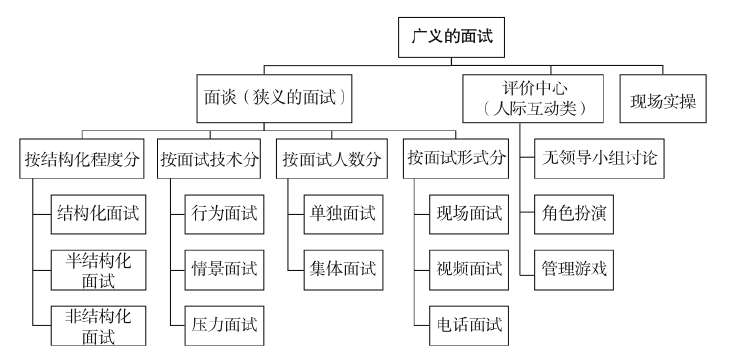 广义的面试
面谈（狭义的面试）
评价中心
（人际互动类）
现场实操
按结构化程度分
按面试技术分
按面试人数分
按面试形式分
无领导小组讨论
结构化面试
行为面试
单独面试
现场面试
角色扮演
半结构化
面试
情景面试
集体面试
视频面试
管理游戏
非结构化
面试
压力面试
电话面试